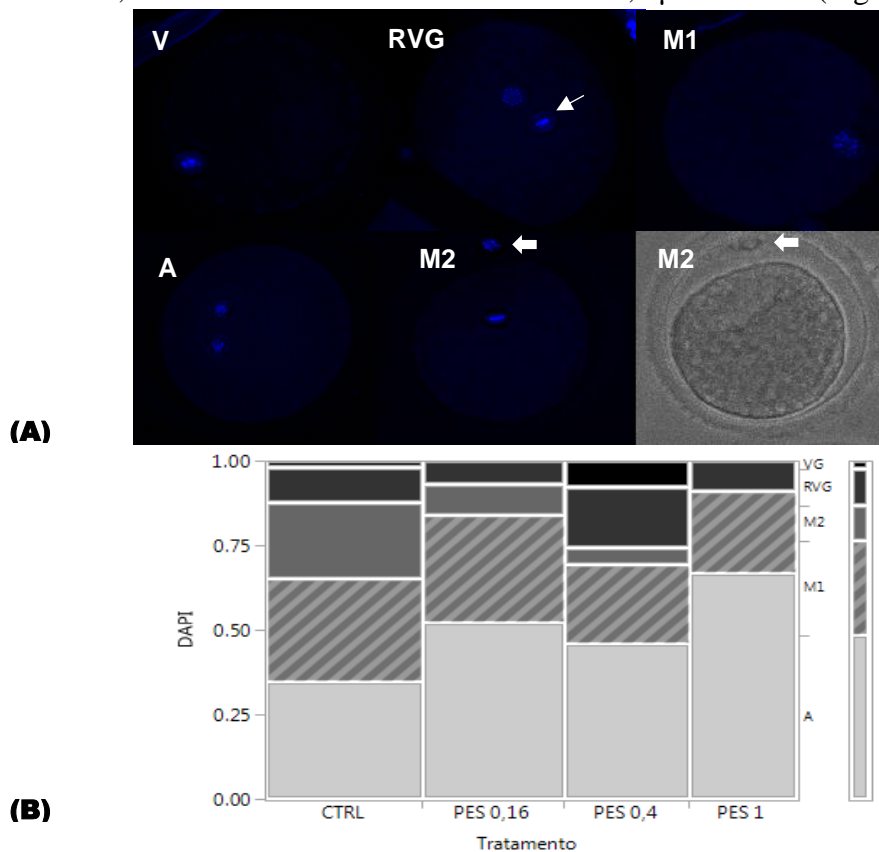 V RVG M1
A M2 M2
(A)
1.00
0.75
0.50
0.25
0.00
DAPI
VG
RVG
M2
M1
A
(B)
CTRL PES 0,16 PES 0,4 PES 1
Tratamento